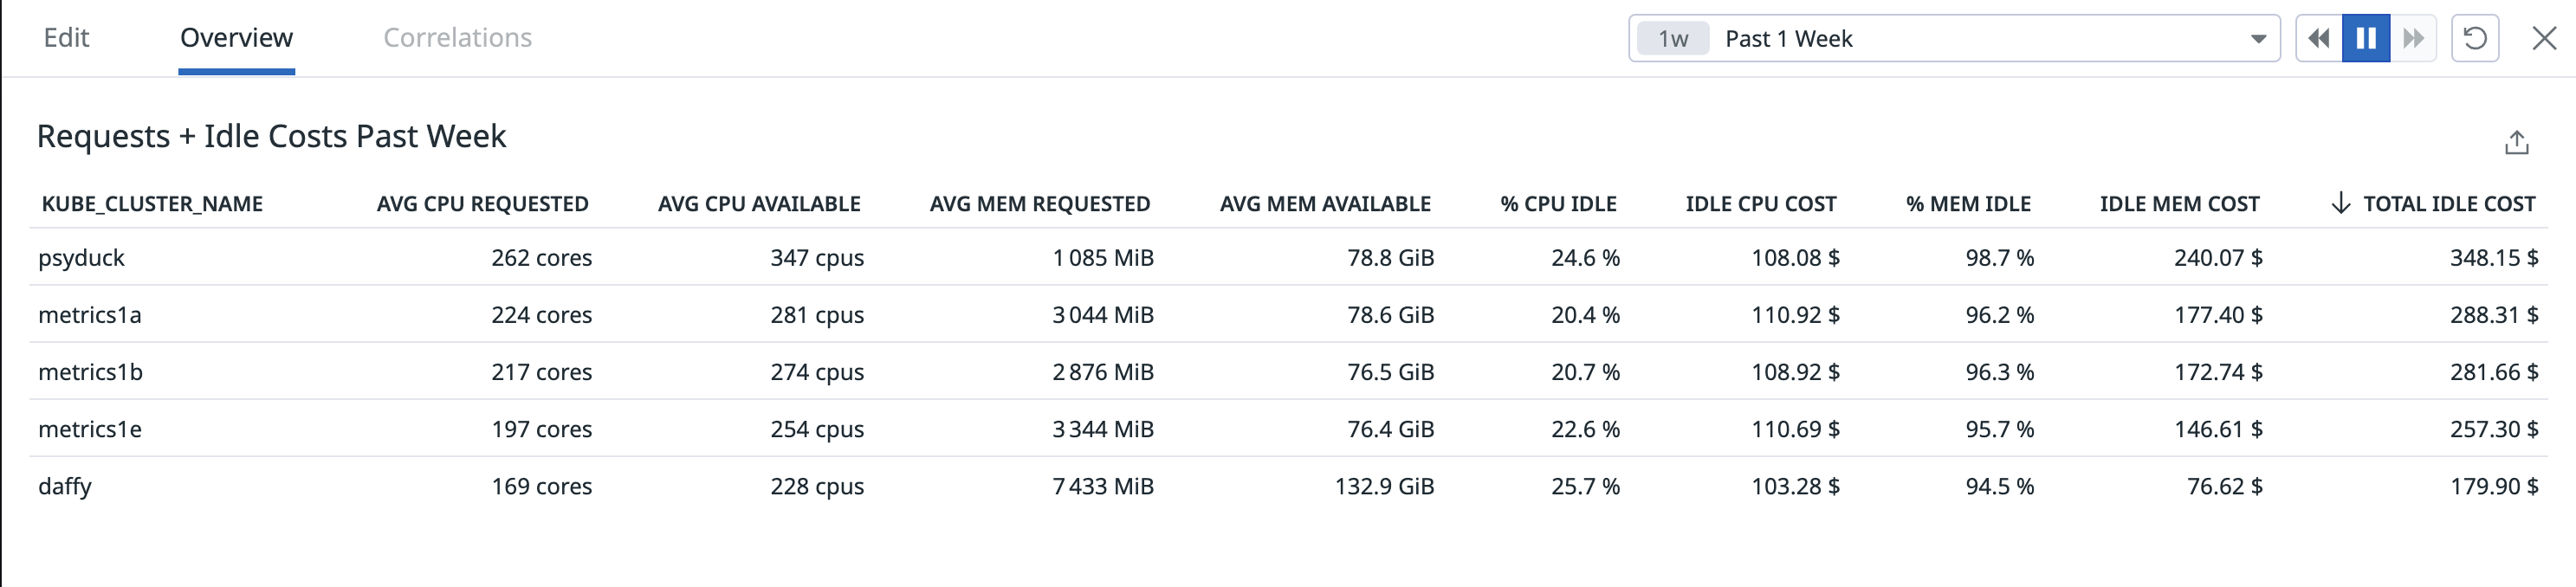 Edit Overview Correlations 1w Past 1 Week
Requests + Idle Costs Past Week
KUBE_CLUSTER_NAME AVG CPU REQUESTED AVG CPU AVAILABLE AVG MEM REQUESTED AVG MEM AVAILABLE % CPU IDLE IDLE CPU COST % MEM IDLE IDLE MEM COST ↓ TOTAL IDLE COST
psyduck 262 cores 347 cpus 1 085 MiB 78.8 GiB 24.6 % 108.08 $ 98.7 % 240.07 $ 348.15 $
metrics1a 224 cores 281 cpus 3 044 MiB 78.6 GiB 20.4 % 110.92 $ 96.2 % 177.40 $ 288.31 $
metrics1b 217 cores 274 cpus 2 876 MiB 76.5 GiB 20.7 % 108.92 $ 96.3 % 172.74 $ 281.66 $
metrics1e 197 cores 254 cpus 3 344 MiB 76.4 GiB 22.6 % 110.69 $ 95.7 % 146.61 $ 257.30 $
daffy 169 cores 228 cpus 7 433 MiB 132.9 GiB 25.7 % 103.28 $ 94.5 % 76.62 $ 179.90 $